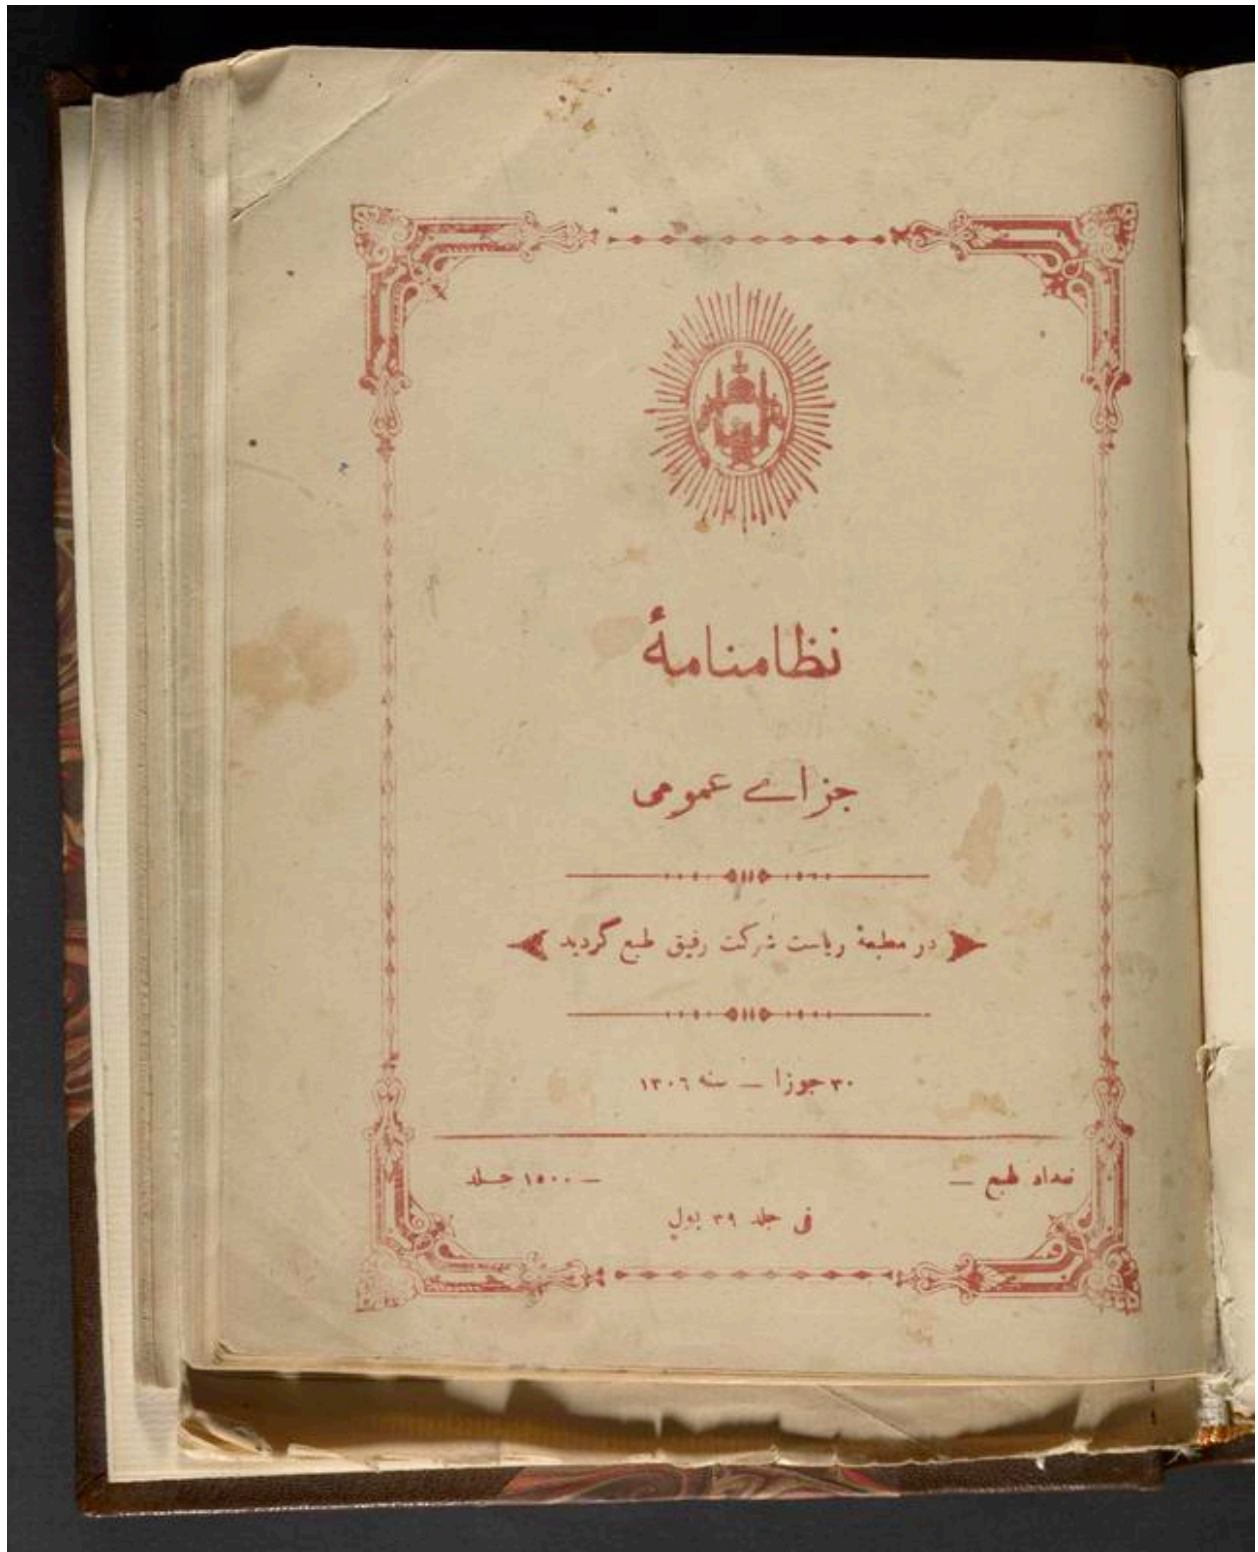 نظامنامهٔ
جزاے عمومی
در مطبعهٔ ریاست شرکت رفیق طبع گردید
۳۰ جوزا — سنه ۱۳۰٦
تعداد طبع — — ۱۵۰۰ جلد
فی جلد ۳۹ پول